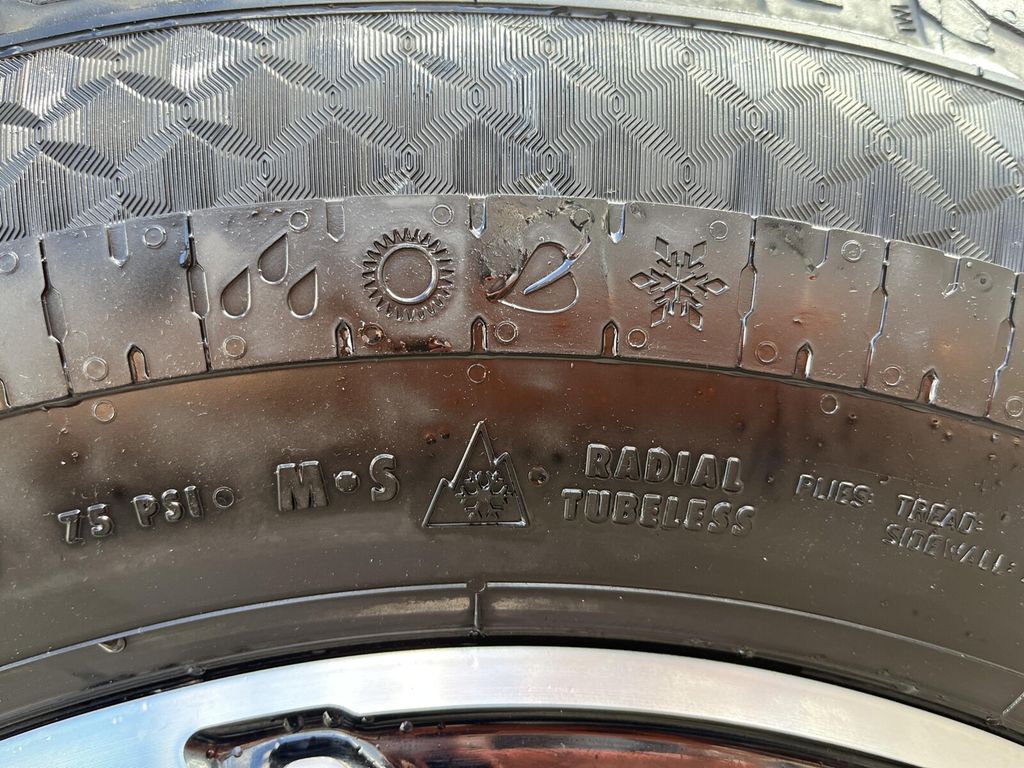 75 PSI • M•S
RADIAL
TUBELESS
PLIES: TREAD:
SIDEWALL: